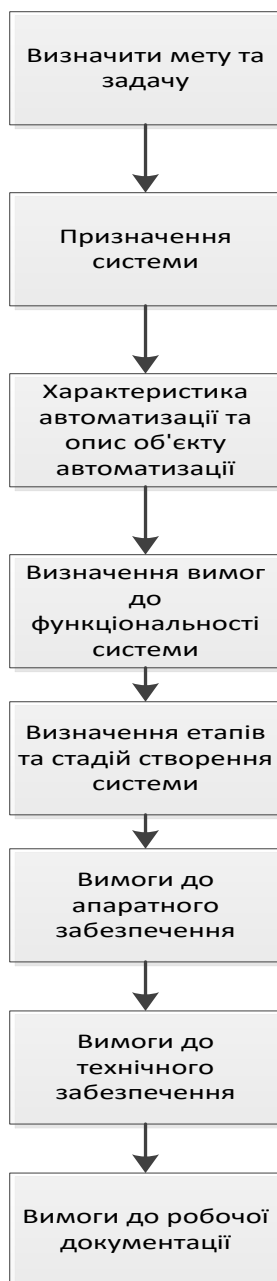 Визначити мету та
задачу
Призначення
системи
Характеристика
автоматизації та
опис об'єкту
автоматизації
Визначення вимог
до
функціональності
системи
Визначення етапів
та стадій створення
системи
Вимоги до
апаратного
забезпечення
Вимоги до
технічного
забезпечення
Вимоги до робочої
документації